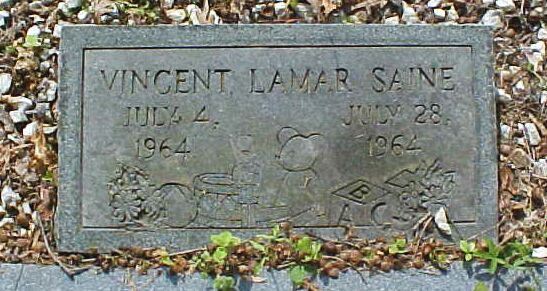 VINCENT LAMAR SAINE
JULY 4, JULY 28,
1964 1964
B
A C